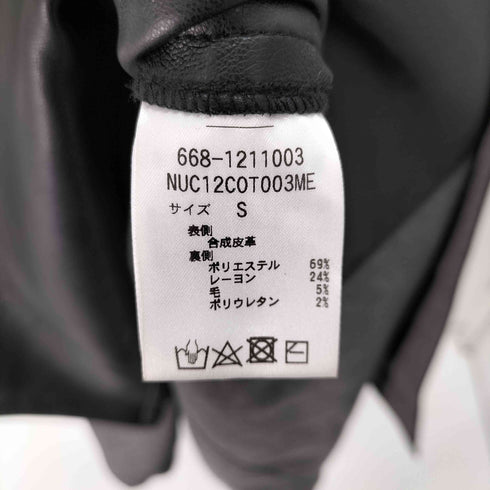 668-1211003
NUC12COT003ME
サイズ S
表側
合成皮革
裏側
ポリエステル 69%
レーヨン 24%
毛 5%
ポリウレタン 2%